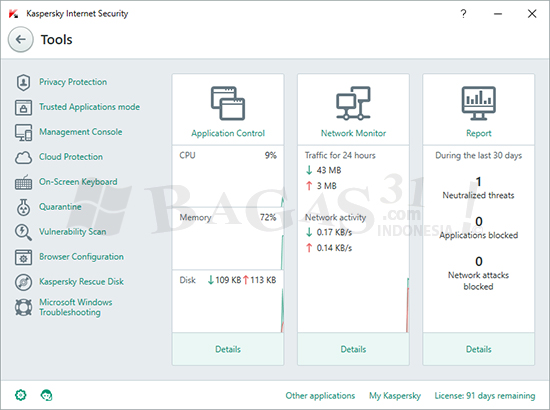 Kaspersky Internet Security
?
Tools
Privacy Protection
Trusted Applications mode
Management Console
Cloud Protection
On-Screen Keyboard
Quarantine
Vulnerability Scan
Browser Configuration
Kaspersky Rescue Disk
Microsoft Windows
Troubleshooting
Application Control
CPU 9%
Memory 72%
Disk ↓109 KB ↑113 KB
Details
Network Monitor
Traffic for 24 hours
↓ 43 MB
↑ 3 MB
Network activity
↓ 0.17 KB/s
↑ 0.14 KB/s
Details
Report
During the last 30 days
1
Neutralized threats
0
Applications blocked
0
Network attacks
blocked
Details
BAGAS31!
.com
INDONESIA
Other applications My Kaspersky License: 91 days remaining